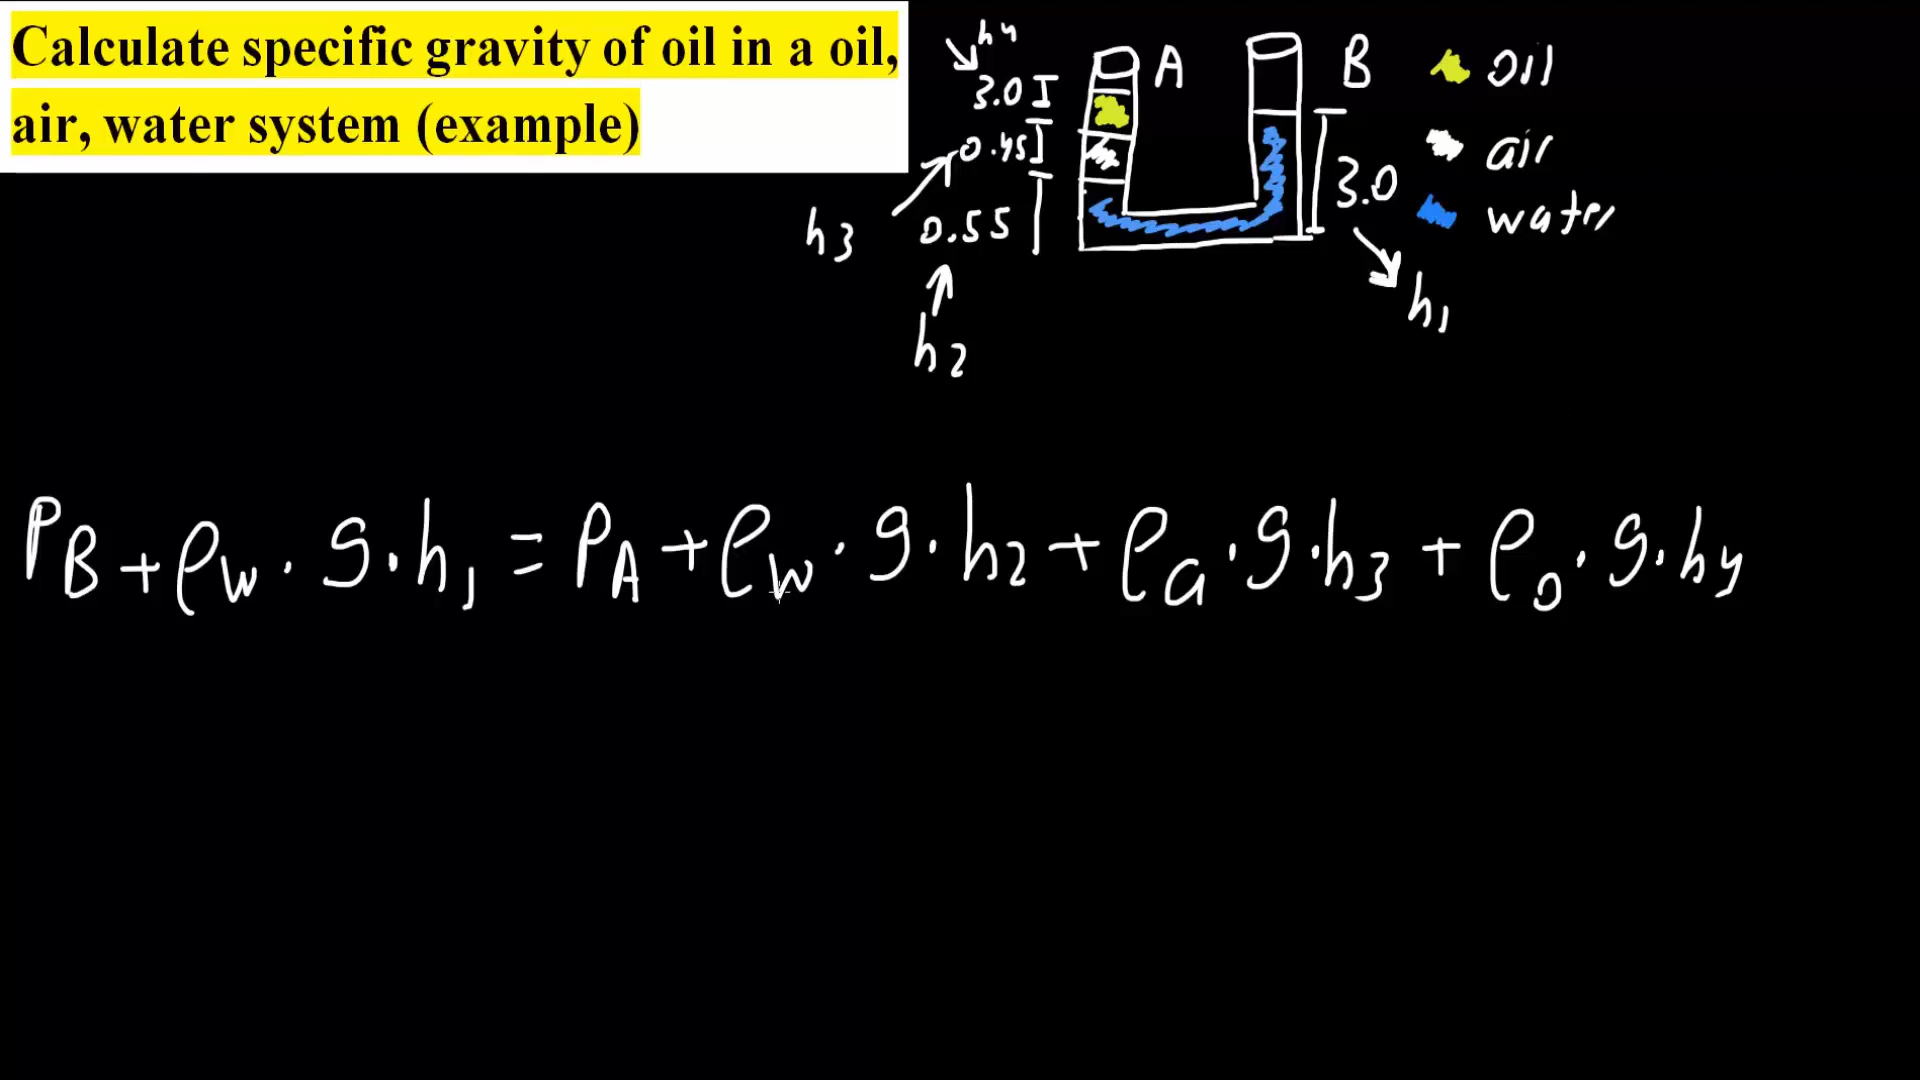 Calculate specific gravity of oil in a oil,
air, water system (example)
h4
3.0
A
B
oil
0.45
air
3.0
water
h3
0.55
h1
h2
PB + ρw · g · h1 = PA + ρw · g · h2 + ρa · g · h3 + ρo · g · h4